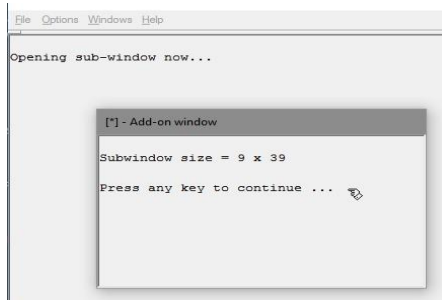 File Options Windows Help
Opening sub-window now...
[*] - Add-on window
Subwindow size = 9 x 39
Press any key to continue ...